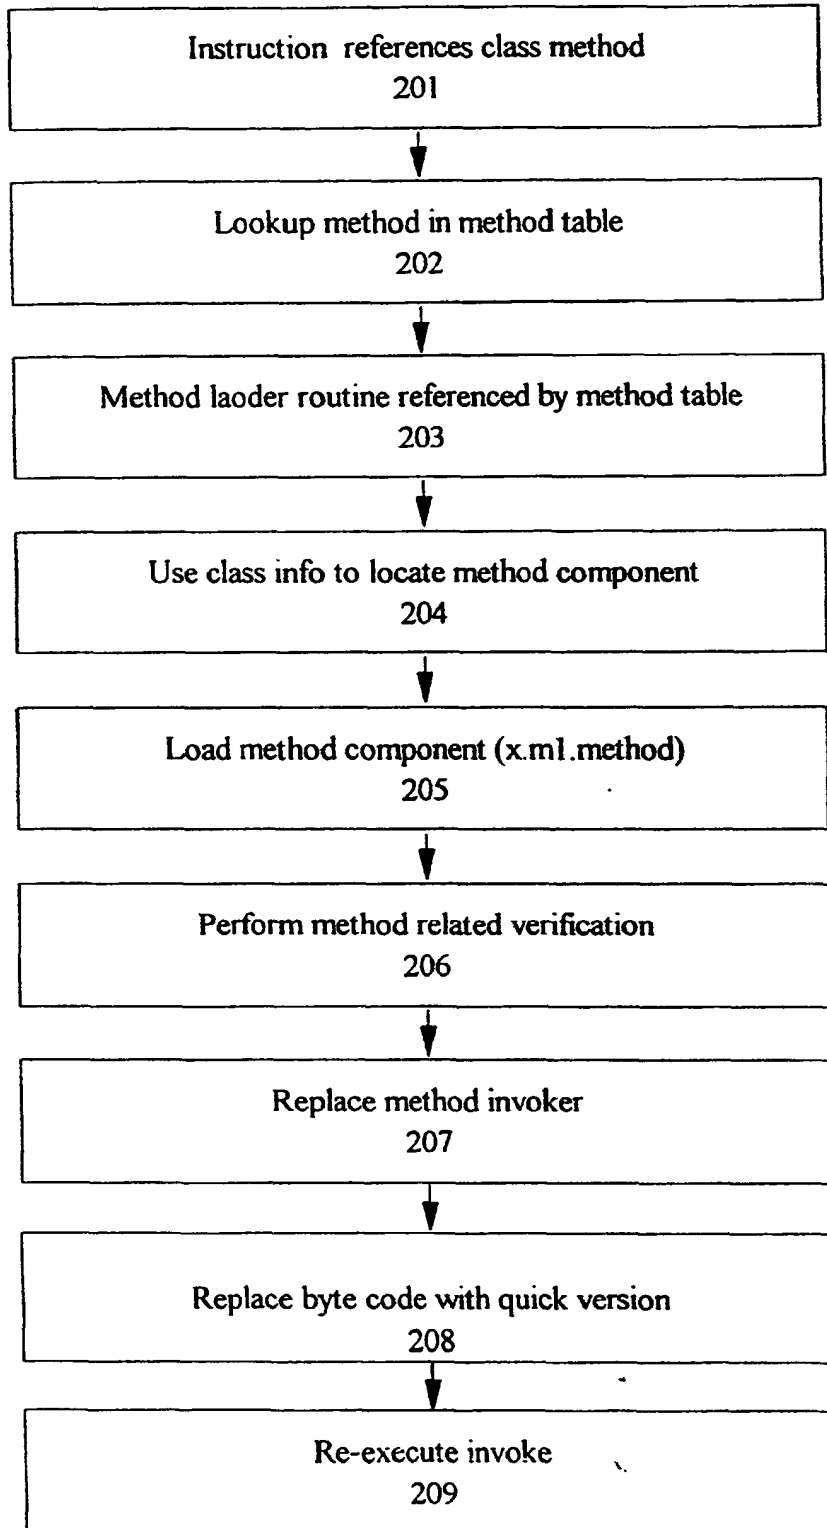 Instruction references class method
201
Lookup method in method table
202
Method laoder routine referenced by method table
203
Use class info to locate method component
204
Load method component (x.m1.method)
205
Perform method related verification
206
Replace method invoker
207
Replace byte code with quick version
208
Re-execute invoke
209